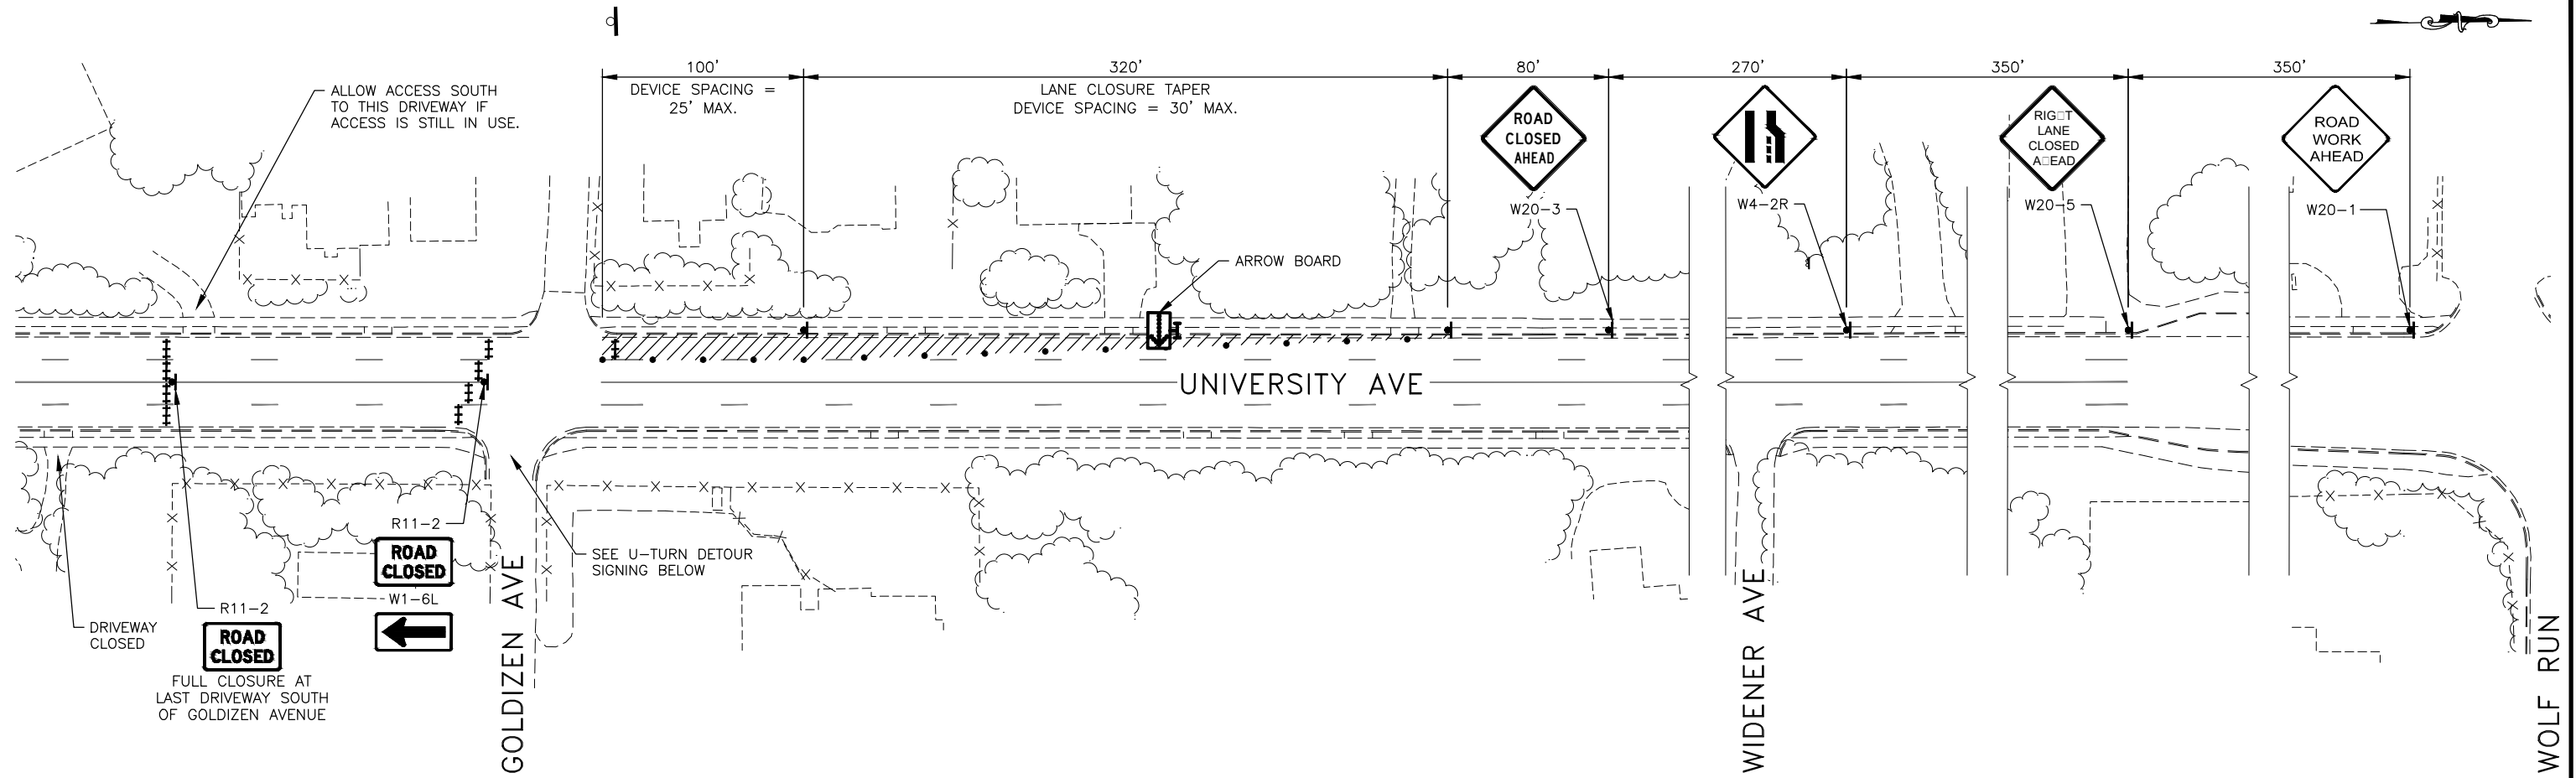 100'
320'
80'
270'
350'
350'
DEVICE SPACING =
25' MAX.
LANE CLOSURE TAPER
DEVICE SPACING = 30' MAX.
ALLOW ACCESS SOUTH
TO THIS DRIVEWAY IF
ACCESS IS STILL IN USE.
ROAD
CLOSED
AHEAD
W20-3
W4-2R
RIG□T
LANE
CLOSED
A□EAD
W20-5
ROAD
WORK
AHEAD
W20-1
ARROW BOARD
UNIVERSITY AVE
R11-2
ROAD
CLOSED
W1-6L
SEE U-TURN DETOUR
SIGNING BELOW
DRIVEWAY
CLOSED
R11-2
ROAD
CLOSED
FULL CLOSURE AT
LAST DRIVEWAY SOUTH
OF GOLDIZEN AVENUE
GOLDIZEN AVE
WIDENER AVE
WOLF RUN